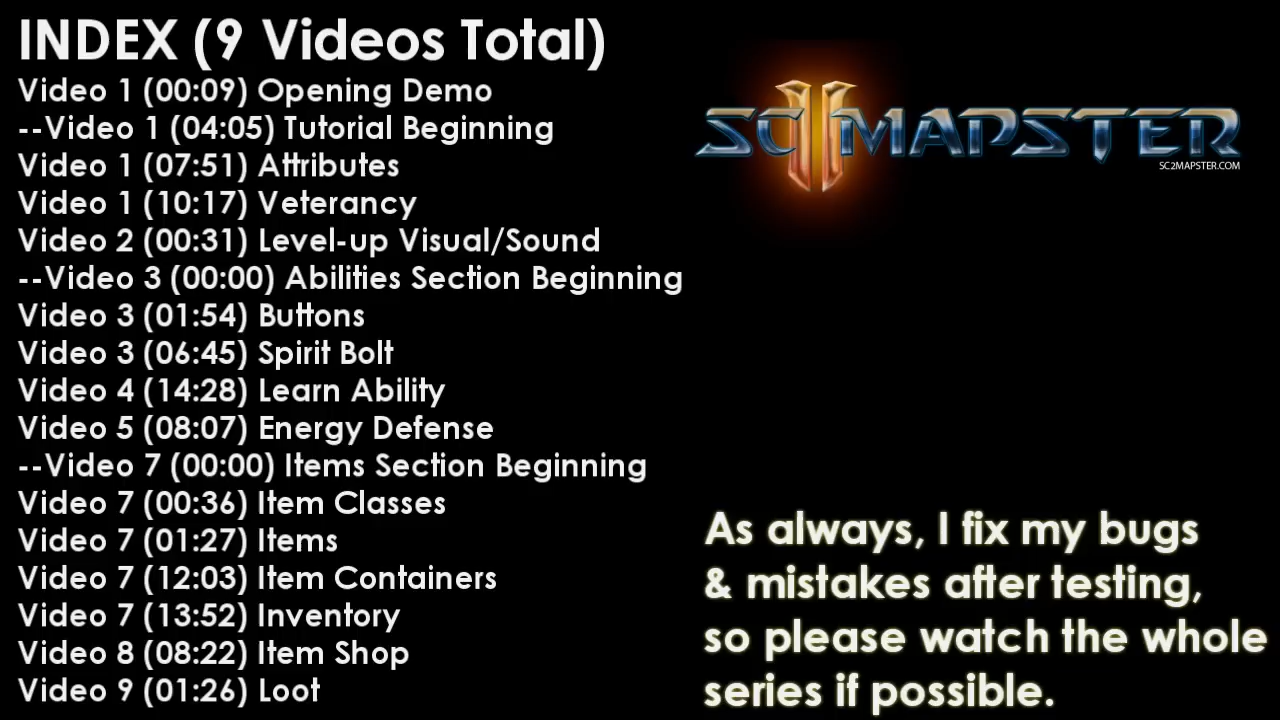 INDEX (9 Videos Total)
Video 1 (00:09) Opening Demo
--Video 1 (04:05) Tutorial Beginning
Video 1 (07:51) Attributes
Video 1 (10:17) Veterancy
Video 2 (00:31) Level-up Visual/Sound
--Video 3 (00:00) Abilities Section Beginning
Video 3 (01:54) Buttons
Video 3 (06:45) Spirit Bolt
Video 4 (14:28) Learn Ability
Video 5 (08:07) Energy Defense
--Video 7 (00:00) Items Section Beginning
Video 7 (00:36) Item Classes
Video 7 (01:27) Items
Video 7 (12:03) Item Containers
Video 7 (13:52) Inventory
Video 8 (08:22) Item Shop
Video 9 (01:26) Loot
SC II MAPSTER
SC2MAPSTER.COM
As always, I fix my bugs
& mistakes after testing,
so please watch the whole
series if possible.